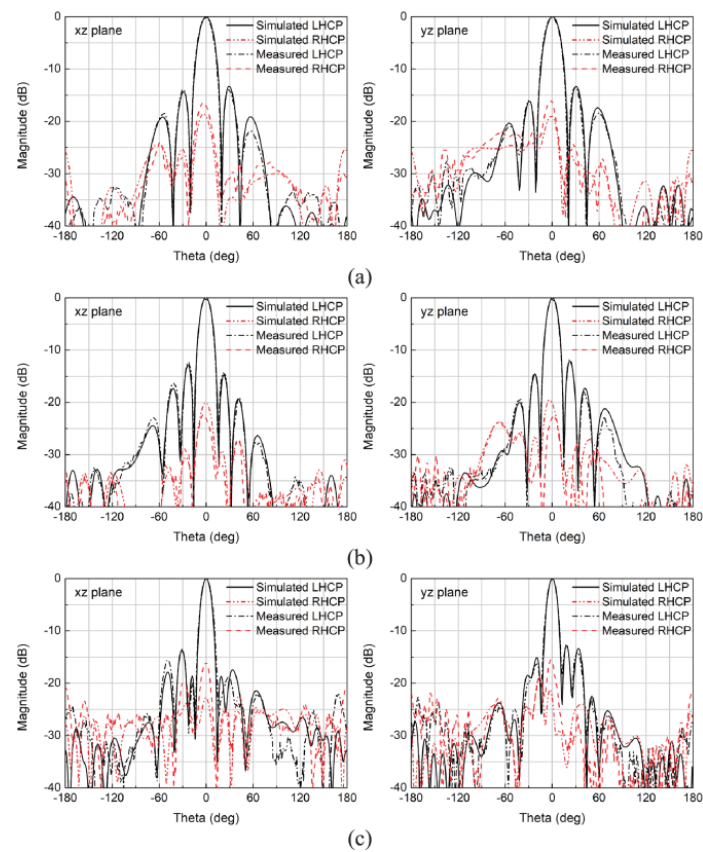 xz plane
Simulated LHCP
Simulated RHCP
Measured LHCP
Measured RHCP
Magnitude (dB)
0
-10
-20
-30
-40
-180 -120 -60 0 60 120 180
Theta (deg)
yz plane
Simulated LHCP
Simulated RHCP
Measured LHCP
Measured RHCP
Magnitude (dB)
0
-10
-20
-30
-40
-180 -120 -60 0 60 120 180
Theta (deg)
(a)
xz plane
Simulated LHCP
Simulated RHCP
Measured LHCP
Measured RHCP
Magnitude (dB)
0
-10
-20
-30
-40
-180 -120 -60 0 60 120 180
Theta (deg)
yz plane
Simulated LHCP
Simulated RHCP
Measured LHCP
Measured RHCP
Magnitude (dB)
0
-10
-20
-30
-40
-180 -120 -60 0 60 120 180
Theta (deg)
(b)
xz plane
Simulated LHCP
Simulated RHCP
Measured LHCP
Measured RHCP
Magnitude (dB)
0
-10
-20
-30
-40
-180 -120 -60 0 60 120 180
Theta (deg)
yz plane
Simulated LHCP
Simulated RHCP
Measured LHCP
Measured RHCP
Magnitude (dB)
0
-10
-20
-30
-40
-180 -120 -60 0 60 120 180
Theta (deg)
(c)